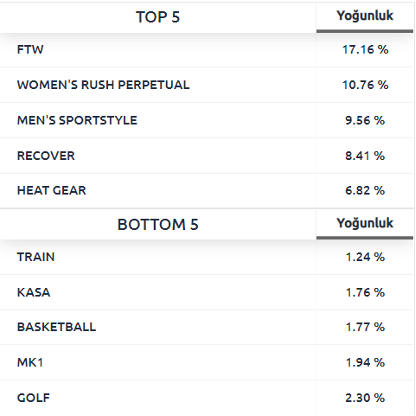 TOP 5 Yoğunluk
FTW 17.16 %
WOMEN'S RUSH PERPETUAL 10.76 %
MEN'S SPORTSTYLE 9.56 %
RECOVER 8.41 %
HEAT GEAR 6.82 %
BOTTOM 5 Yoğunluk
TRAIN 1.24 %
KASA 1.76 %
BASKETBALL 1.77 %
MK1 1.94 %
GOLF 2.30 %